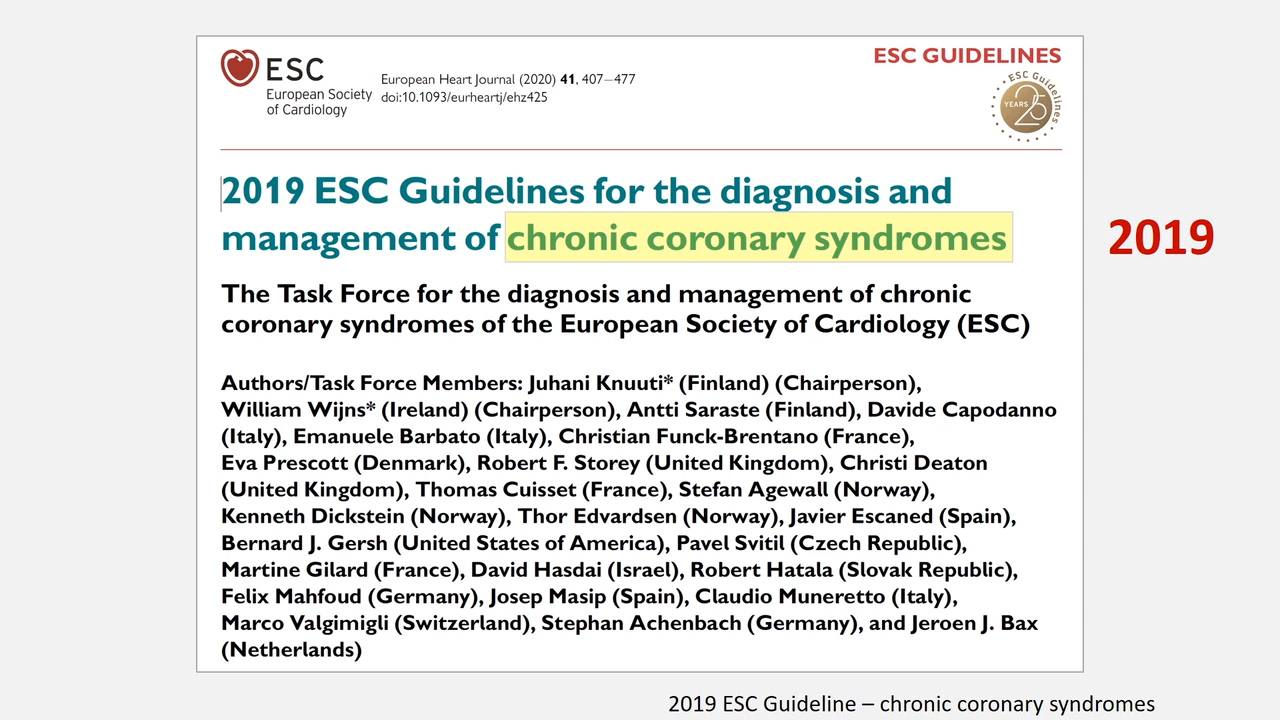 ESC
European Society
of Cardiology
European Heart Journal (2020) 41, 407–477
doi:10.1093/eurheartj/ehz425
ESC GUIDELINES
ESC Guidelines
YEARS 25
2019 ESC Guidelines for the diagnosis and
management of chronic coronary syndromes
2019
The Task Force for the diagnosis and management of chronic
coronary syndromes of the European Society of Cardiology (ESC)
Authors/Task Force Members: Juhani Knuuti* (Finland) (Chairperson),
William Wijns* (Ireland) (Chairperson), Antti Saraste (Finland), Davide Capodanno
(Italy), Emanuele Barbato (Italy), Christian Funck-Brentano (France),
Eva Prescott (Denmark), Robert F. Storey (United Kingdom), Christi Deaton
(United Kingdom), Thomas Cuisset (France), Stefan Agewall (Norway),
Kenneth Dickstein (Norway), Thor Edvardsen (Norway), Javier Escaned (Spain),
Bernard J. Gersh (United States of America), Pavel Svitil (Czech Republic),
Martine Gilard (France), David Hasdai (Israel), Robert Hatala (Slovak Republic),
Felix Mahfoud (Germany), Josep Masip (Spain), Claudio Muneretto (Italy),
Marco Valgimigli (Switzerland), Stephan Achenbach (Germany), and Jeroen J. Bax
(Netherlands)
2019 ESC Guideline – chronic coronary syndromes